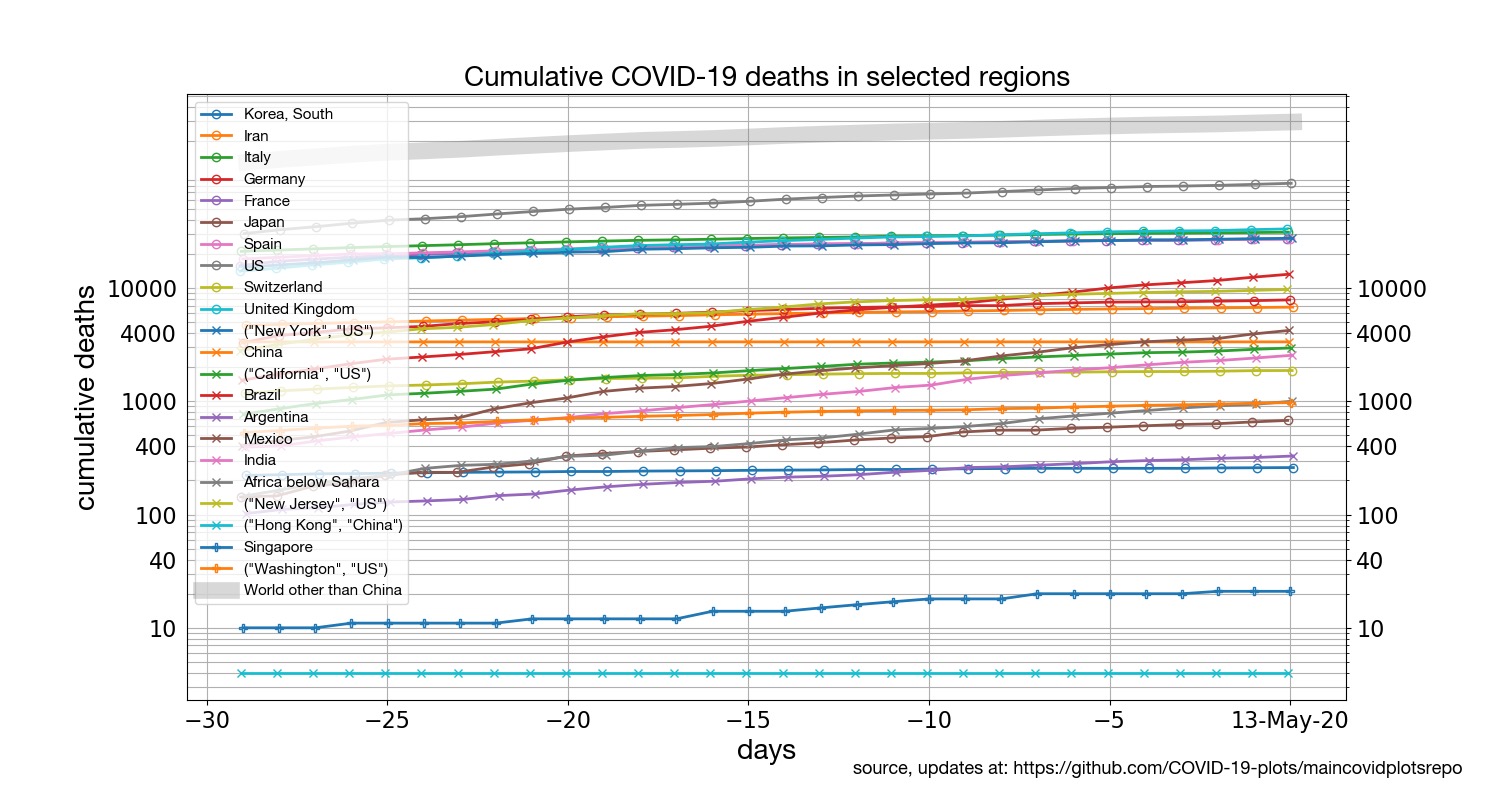 Cumulative COVID-19 deaths in selected regions
Korea, South
Iran
Italy
Germany
France
Japan
Spain
US
Switzerland
United Kingdom
("New York", "US")
China
("California", "US")
Brazil
Argentina
Mexico
India
Africa below Sahara
("New Jersey", "US")
("Hong Kong", "China")
Singapore
("Washington", "US")
World other than China
cumulative deaths
10000
4000
1000
400
100
40
10
10000
4000
1000
400
100
40
10
−30
−25
−20
−15
−10
−5
13-May-20
days
source, updates at: https://github.com/COVID-19-plots/maincovidplotsrepo